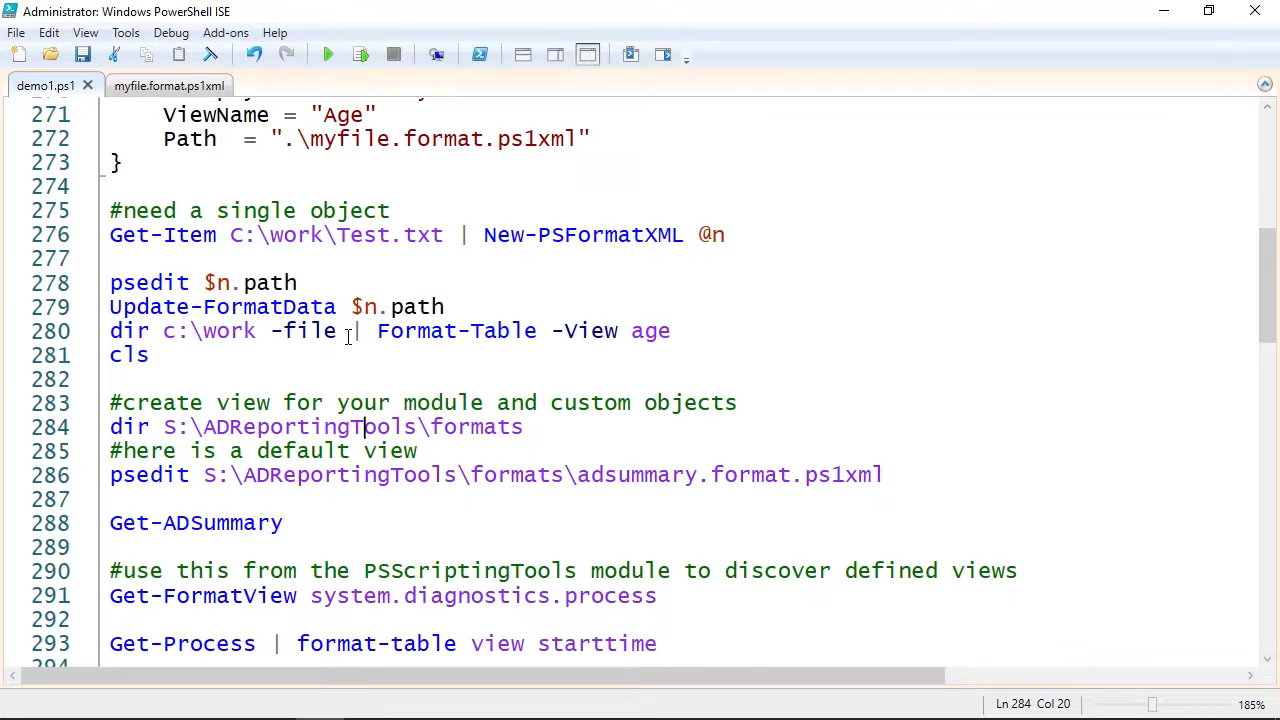 Administrator: Windows PowerShell ISE
File Edit View Tools Debug Add-ons Help
demo1.ps1 myfile.format.ps1xml
271 ViewName = "Age"
272 Path = ".\myfile.format.ps1xml"
273 }
274
275 #need a single object
276 Get-Item C:\work\Test.txt | New-PSFormatXML @n
277
278 psedit $n.path
279 Update-FormatData $n.path
280 dir c:\work -file | Format-Table -View age
281 cls
282
283 #create view for your module and custom objects
284 dir S:\ADReportingTools\formats
285 #here is a default view
286 psedit S:\ADReportingTools\formats\adsummary.format.ps1xml
287
288 Get-ADSummary
289
290 #use this from the PSScriptingTools module to discover defined views
291 Get-FormatView system.diagnostics.process
292
293 Get-Process | format-table view starttime
Ln 284 Col 20 185%